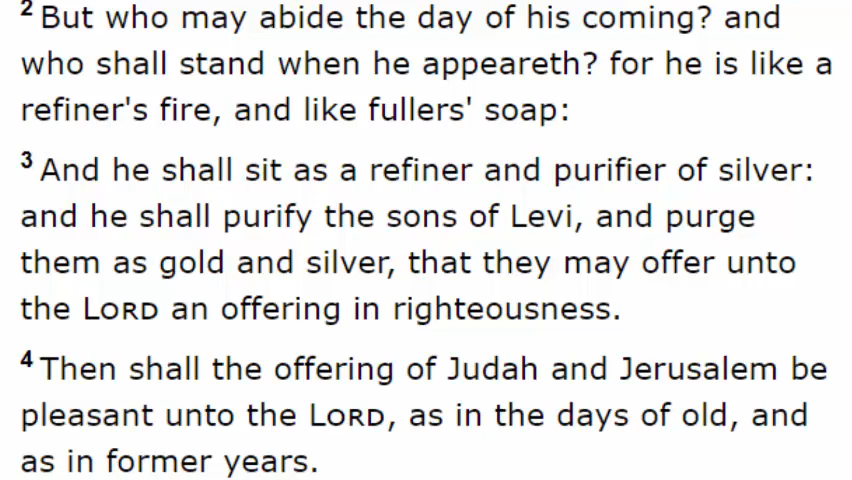 2 But who may abide the day of his coming? and
who shall stand when he appeareth? for he is like a
refiner's fire, and like fullers' soap:
3 And he shall sit as a refiner and purifier of silver:
and he shall purify the sons of Levi, and purge
them as gold and silver, that they may offer unto
the LORD an offering in righteousness.
4 Then shall the offering of Judah and Jerusalem be
pleasant unto the LORD, as in the days of old, and
as in former years.